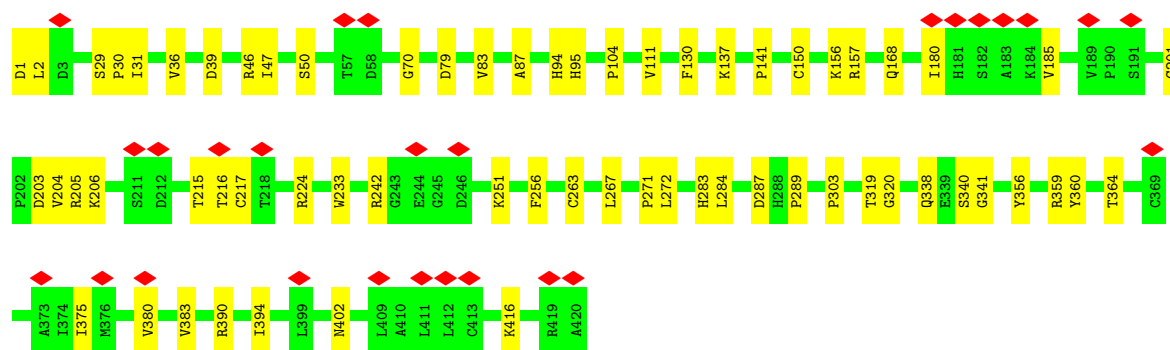 D1 L2 D3 S29 P30 I31 V36 D39 R46 I47 S50 T57 D58 G70 D79 V83 A87 H94 H95 P104 V111 F130 K137 P141 C150 K156 R157 Q168 I180 H181 S182 A183 K184 V185 V189 P190 S191
P202 D203 V204 R205 K206 S211 D212 T215 T216 C217 T218 R224 W233 R242 G243 E244 G245 D246 K251 F256 C263 L267 P271 L272 H283 L284 D287 H288 P289 P303 T319 G320 Q338 E339 S340 G341 Y356 R359 Y360 T364 C369
A373 I374 I375 M376 V380 V383 R390 I394 L399 N402 L409 A410 L411 L412 C413 K416 R419 A420